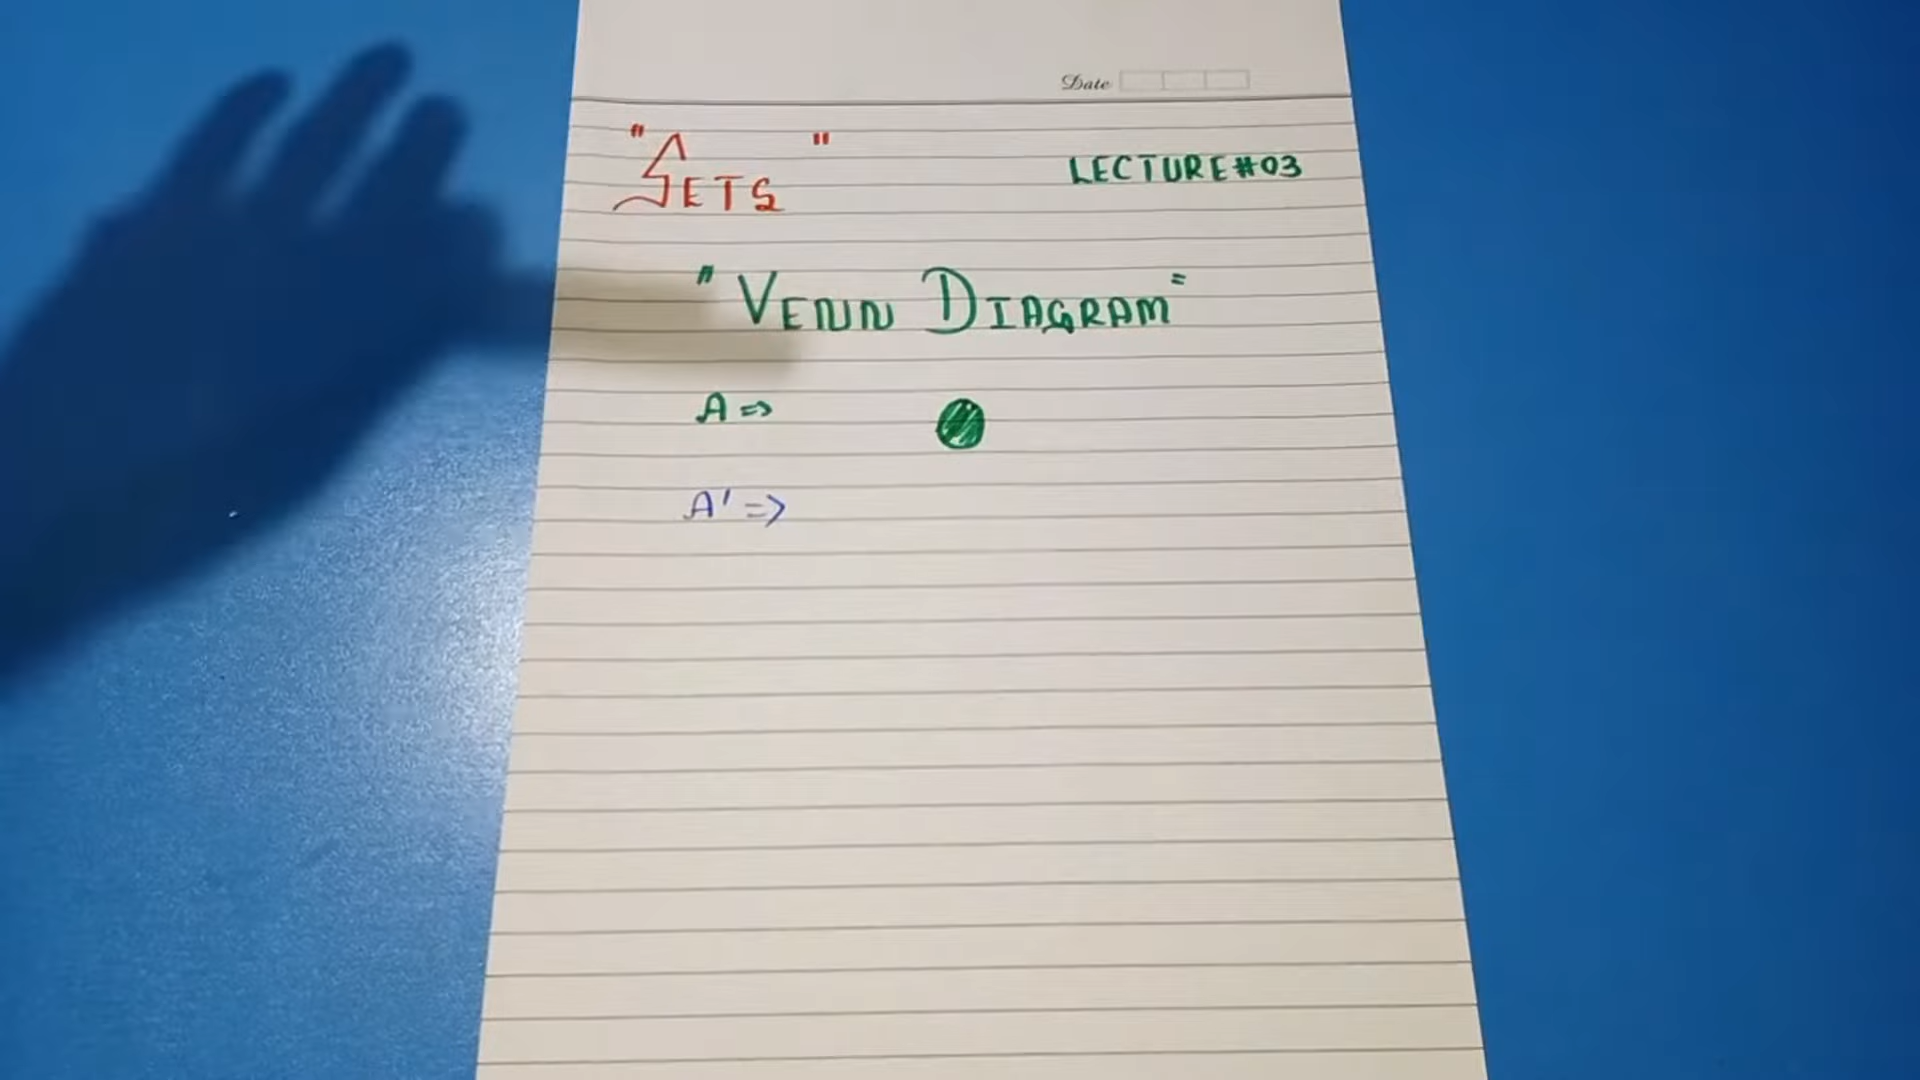 Date
"SETS"
LECTURE#03
"VENN DIAGRAM"
A =>
A' =>